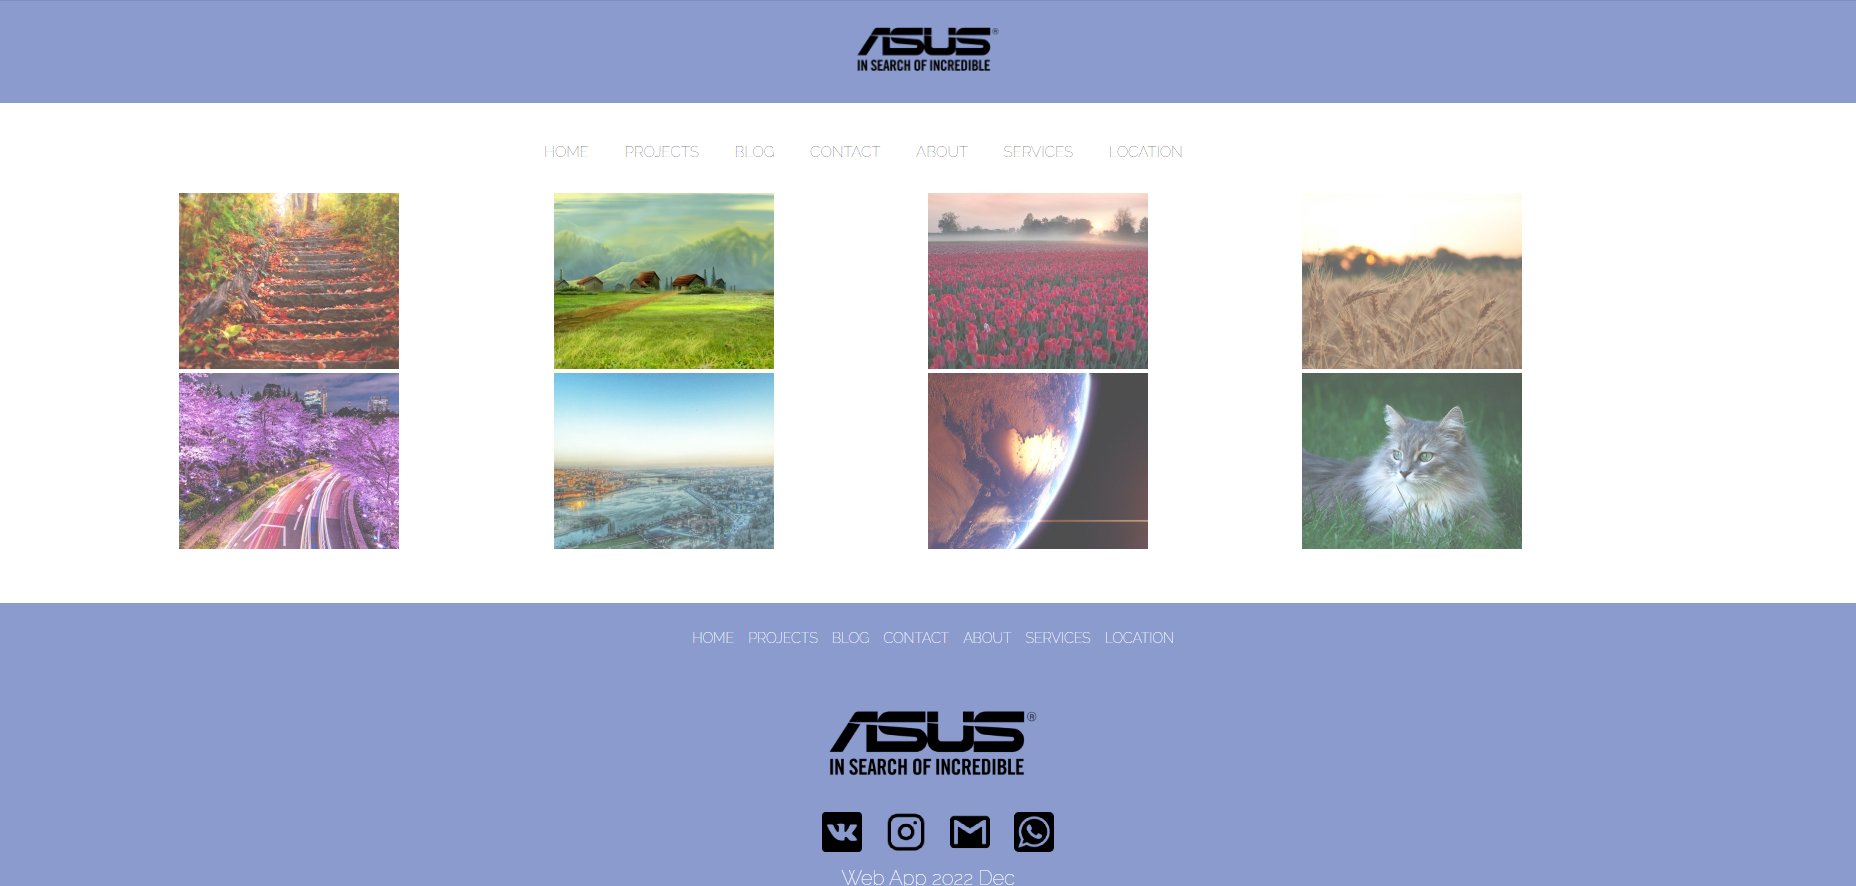 ASUS®
IN SEARCH OF INCREDIBLE
HOME PROJECTS BLOG CONTACT ABOUT SERVICES LOCATION
HOME PROJECTS BLOG CONTACT ABOUT SERVICES LOCATION
ASUS®
IN SEARCH OF INCREDIBLE
Web App 2022 Dec